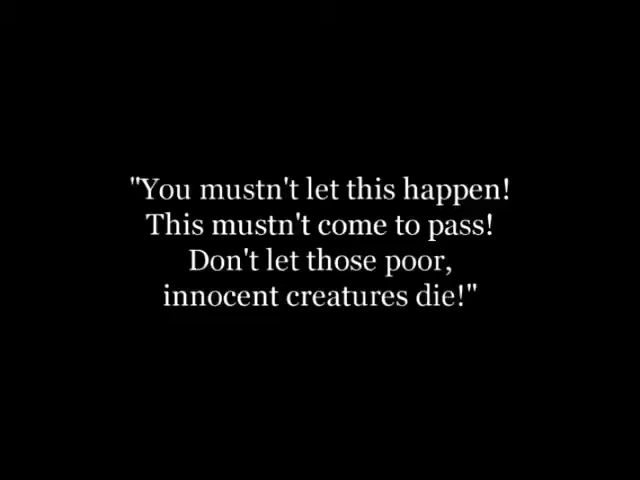 "You mustn't let this happen!
This mustn't come to pass!
Don't let those poor,
innocent creatures die!"